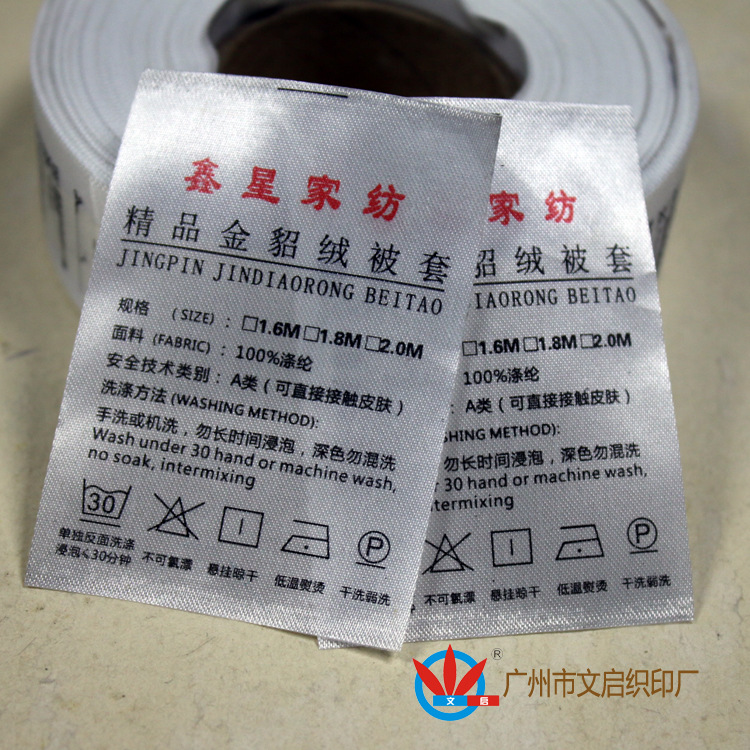 鑫星家纺
精品金貂绒被套
JINGPIN JINDIAORONG BEITAO
规格 (SIZE): □1.6M□1.8M□2.0M
面料(FABRIC): 100%涤纶
安全技术类别: A类(可直接接触皮肤)
洗涤方法(WASHING METHOD):
手洗或机洗,勿长时间浸泡,深色勿混洗
Wash under 30 hand or machine wash,
no soak, intermixing
30
P
单独反面洗涤
浸泡≤30分钟
不可氯漂
悬挂晾干
低温熨烫
干洗弱洗
家纺
貂绒被套
IAORONG BEITAO
□1.6M□1.8M□2.0M
100%涤纶
: A类(可直接接触皮肤)
SHING METHOD):
勿长时间浸泡,深色勿混洗
30 hand or machine wash,
termixing
P
不可氯漂
悬挂晾干
低温熨烫
干洗弱洗
文启
®
广州市文启织印厂